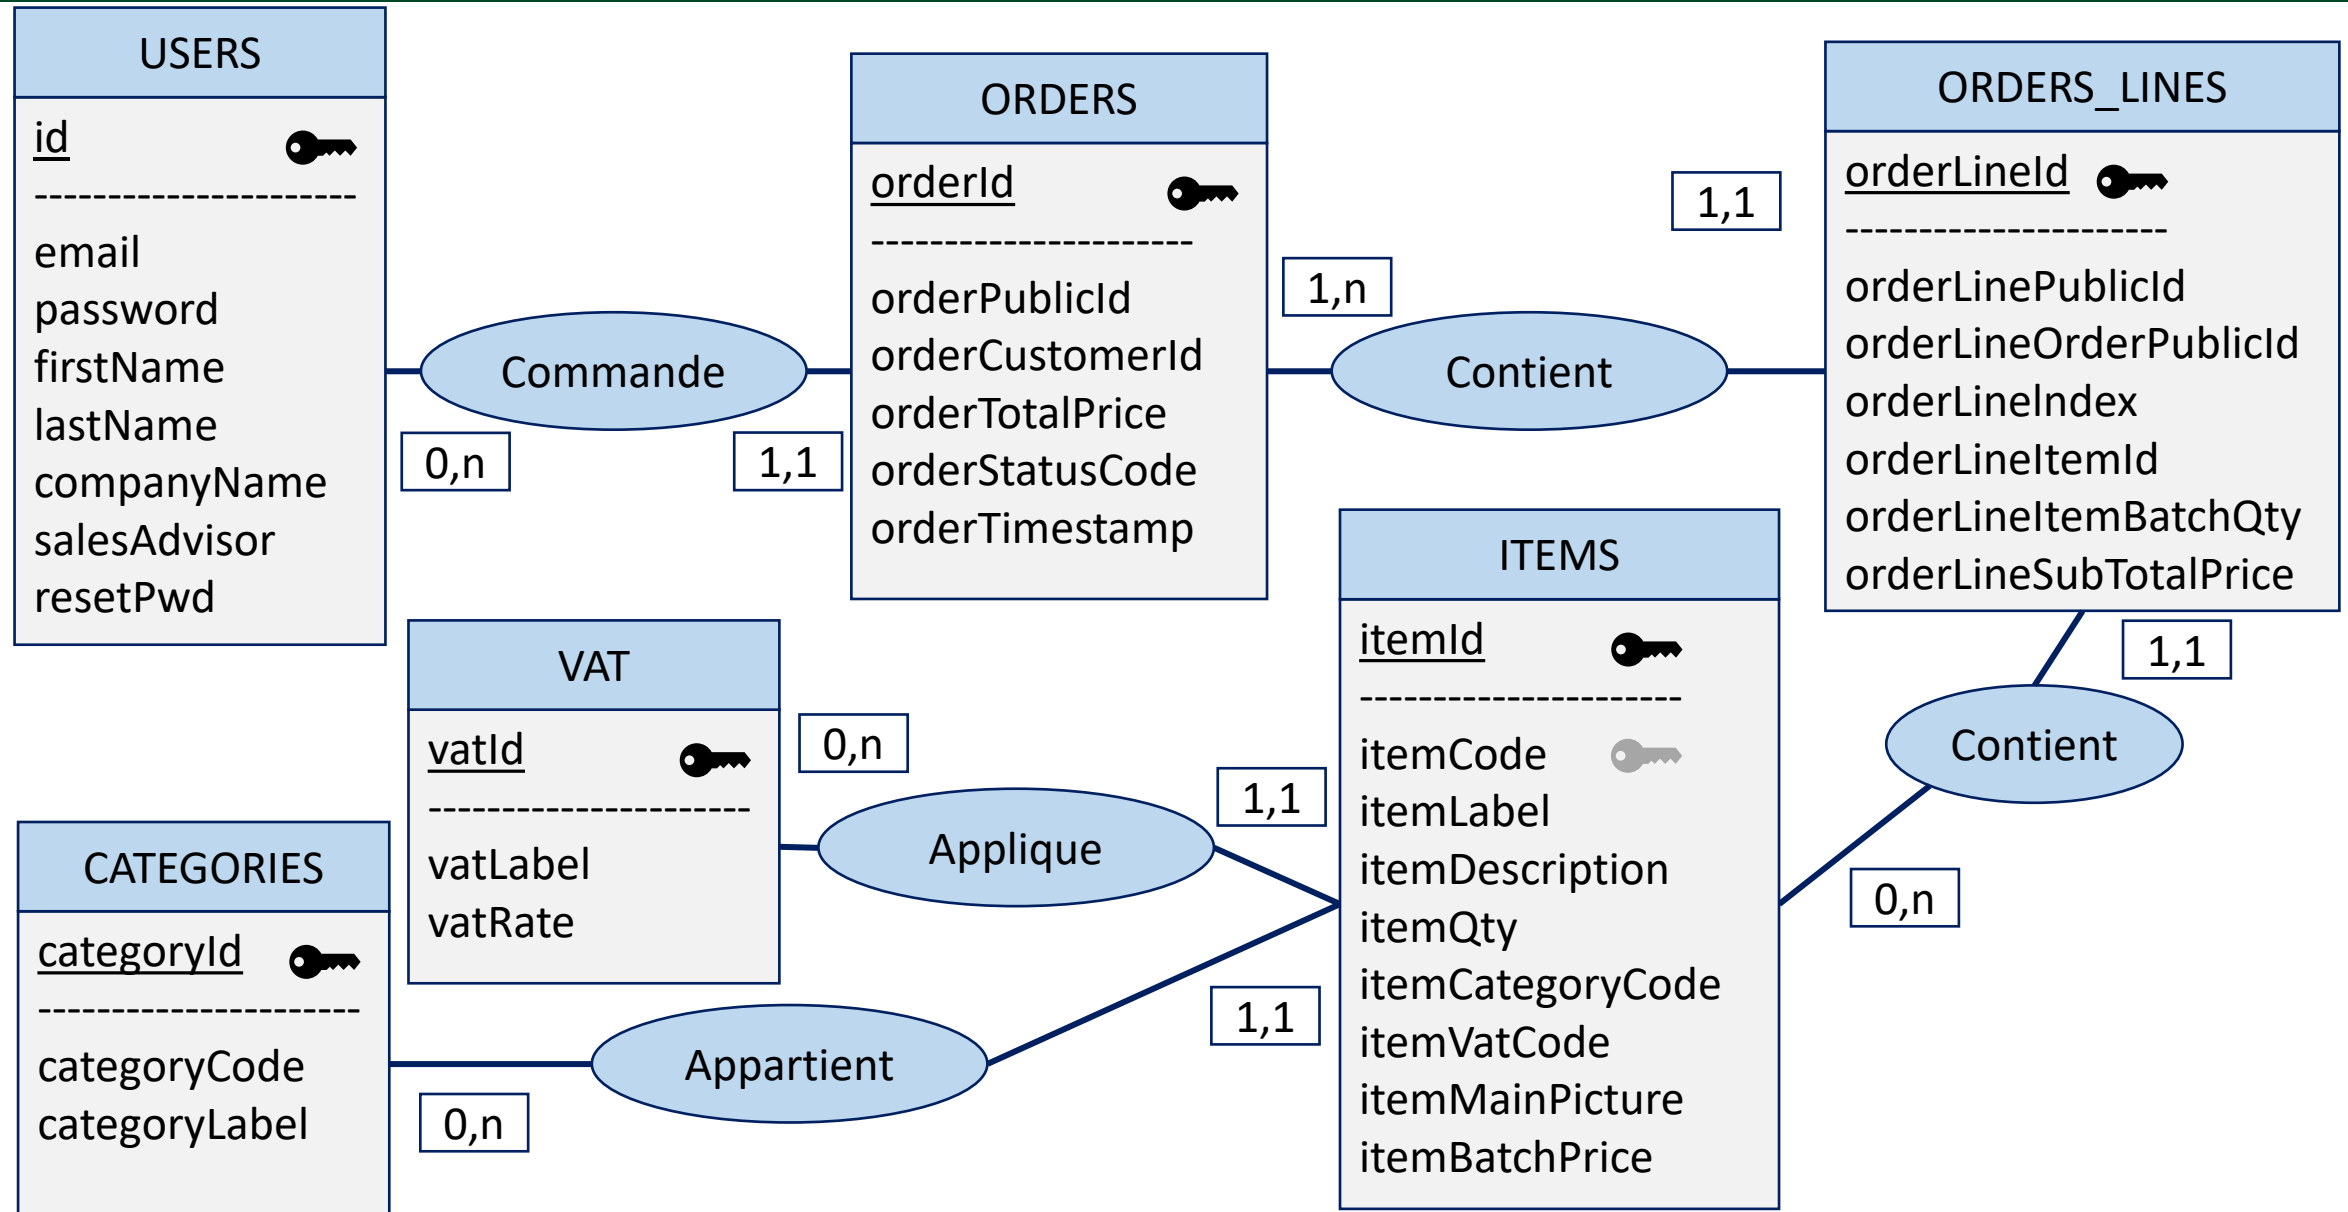 USERS
id
----------------------
email
password
firstName
lastName
companyName
salesAdvisor
resetPwd
Commande
0,n
1,1
ORDERS
orderId
----------------------
orderPublicId
orderCustomerId
orderTotalPrice
orderStatusCode
orderTimestamp
1,n
Contient
1,1
ORDERS_LINES
orderLineId
----------------------
orderLinePublicId
orderLineOrderPublicId
orderLineIndex
orderLineItemId
orderLineItemBatchQty
orderLineSubTotalPrice
1,1
Contient
0,n
ITEMS
itemId
----------------------
itemCode
itemLabel
itemDescription
itemQty
itemCategoryCode
itemVatCode
itemMainPicture
itemBatchPrice
VAT
vatId
----------------------
vatLabel
vatRate
0,n
Applique
1,1
CATEGORIES
categoryId
----------------------
categoryCode
categoryLabel
0,n
Appartient
1,1